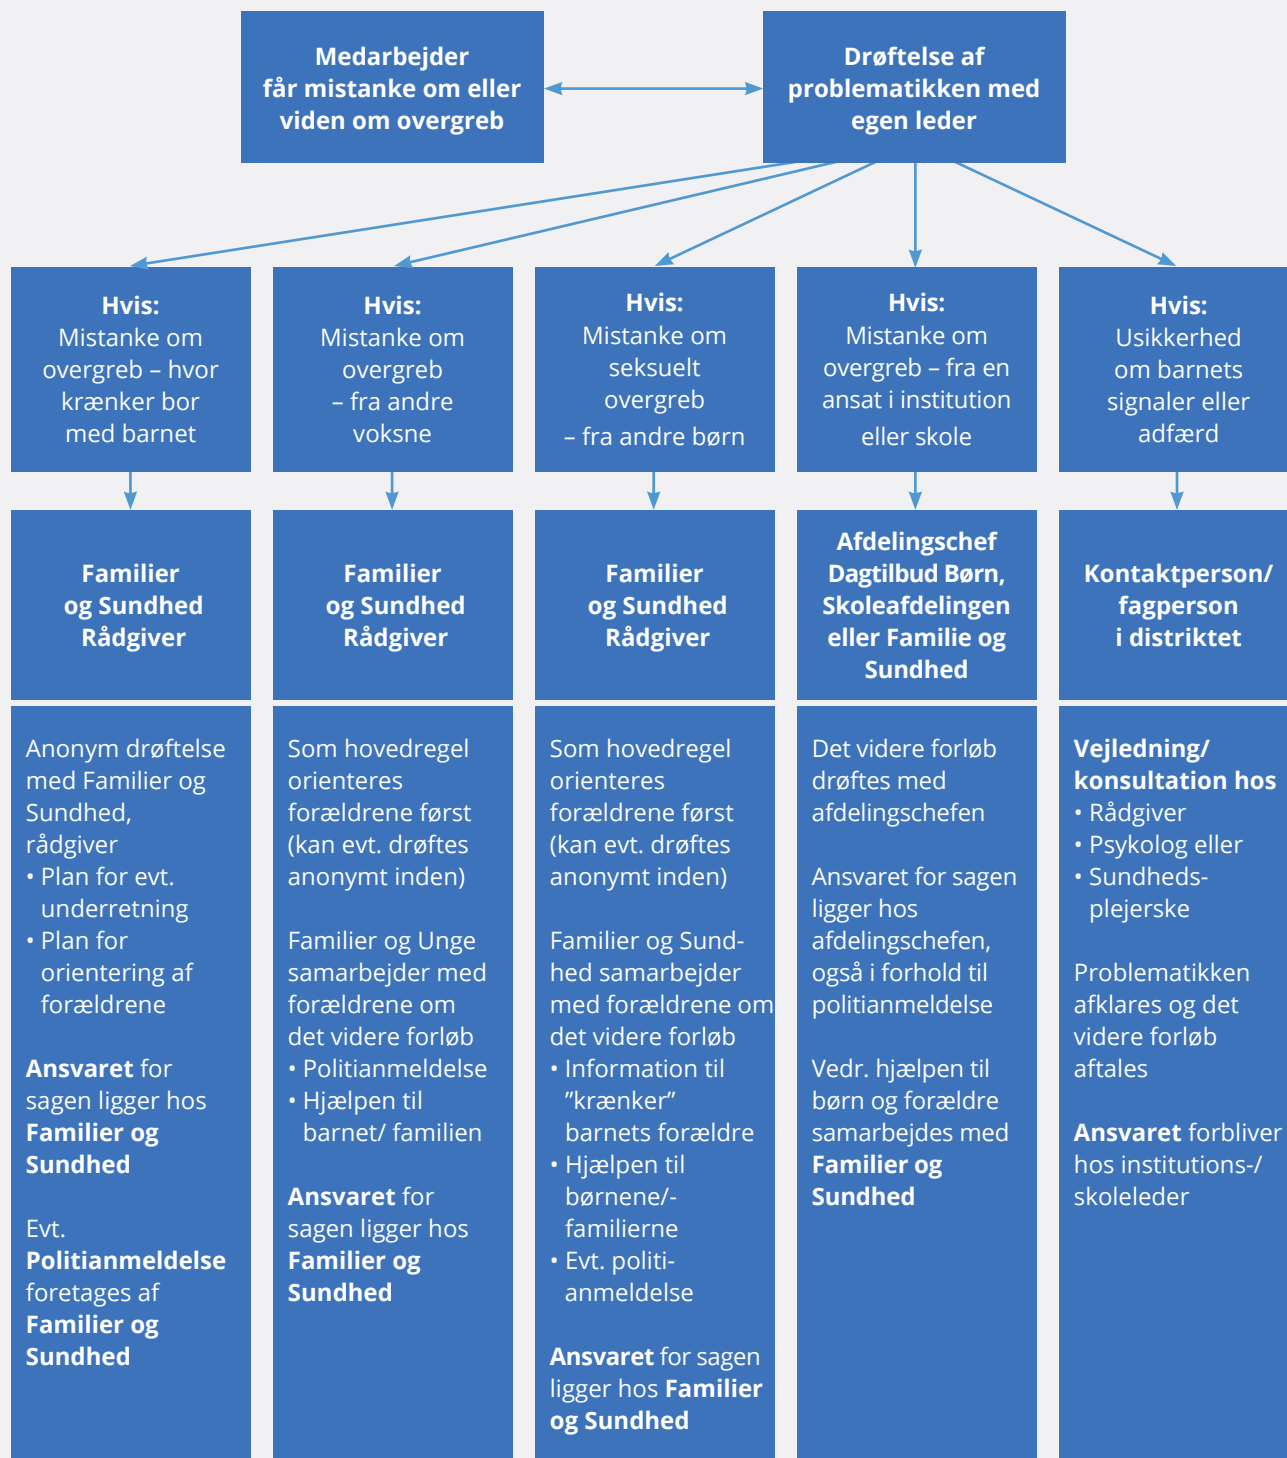 Medarbejder
får mistanke om eller
viden om overgreb
Drøftelse af
problematikken med
egen leder
Hvis:
Mistanke om
overgreb – hvor
krænker bor
med barnet
Hvis:
Mistanke om
overgreb
– fra andre
voksne
Hvis:
Mistanke om
seksuelt
overgreb
– fra andre børn
Hvis:
Mistanke om
overgreb – fra en
ansat i institution
eller skole
Hvis:
Usikkerhed
om barnets
signaler eller
adfærd
Familier
og Sundhed
Rådgiver
Familier
og Sundhed
Rådgiver
Familier
og Sundhed
Rådgiver
Afdelingschef
Dagtilbud Børn,
Skoleafdelingen
eller Familie og
Sundhed
Kontaktperson/
fagperson
i distriktet
Anonym drøftelse
med Familier og
Sundhed,
rådgiver
• Plan for evt.
underretning
• Plan for
orientering af
forældrene
Ansvaret for
sagen ligger hos
Familier og
Sundhed
Evt.
Politianmeldelse
foretages af
Familier og
Sundhed
Som hovedregel
orienteres
forældrene først
(kan evt. drøftes
anonymt inden)
Familier og Unge
samarbejder med
forældrene om
det videre forløb
• Politianmeldelse
• Hjælpen til
barnet/ familien
Ansvaret for
sagen ligger hos
Familier og
Sundhed
Som hovedregel
orienteres
forældrene først
(kan evt. drøftes
anonymt inden)
Familier og Sund-
hed samarbejder
med forældrene om
det videre forløb
• Information til
”krænker”
barnets forældre
• Hjælpen til
børnene/-
familierne
• Evt. politi-
anmeldelse
Ansvaret for sagen
ligger hos Familier
og Sundhed
Det videre forløb
drøftes med
afdelingschefen
Ansvaret for sagen
ligger hos
afdelingschefen,
også i forhold til
politianmeldelse
Vedr. hjælpen til
børn og forældre
samarbejdes med
Familier og
Sundhed
Vejledning/
konsultation hos
• Rådgiver
• Psykolog eller
• Sundheds-
plejerske
Problematikken
afklares og det
videre forløb
aftales
Ansvaret forbliver
hos institutions-/
skoleleder